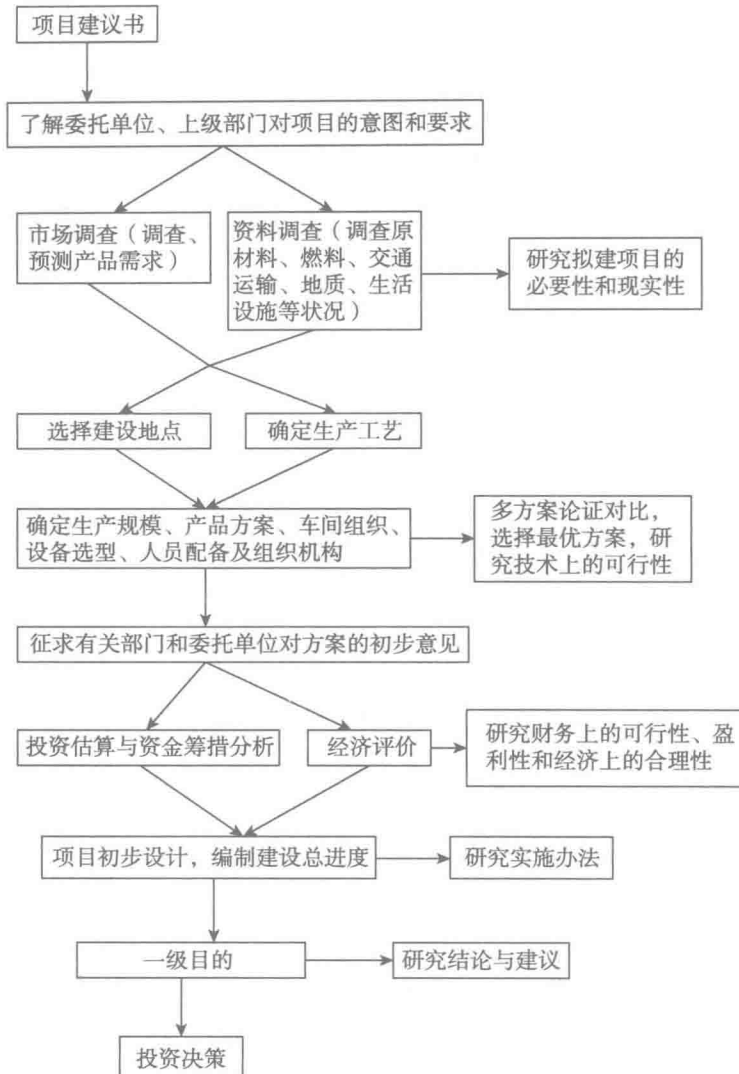 项目建议书
了解委托单位、上级部门对项目的意图和要求
市场调查（调查、
预测产品需求）
资料调查（调查原
材料、燃料、交通
运输、地质、生活
设施等状况）
研究拟建项目的
必要性和现实性
选择建设地点
确定生产工艺
确定生产规模、产品方案、车间组织、
设备选型、人员配备及组织机构
多方案论证对比，
选择最优方案，研
究技术上的可行性
征求有关部门和委托单位对方案的初步意见
投资估算与资金筹措分析
经济评价
研究财务上的可行性、盈
利性和经济上的合理性
项目初步设计，编制建设总进度
研究实施办法
一级目的
研究结论与建议
投资决策